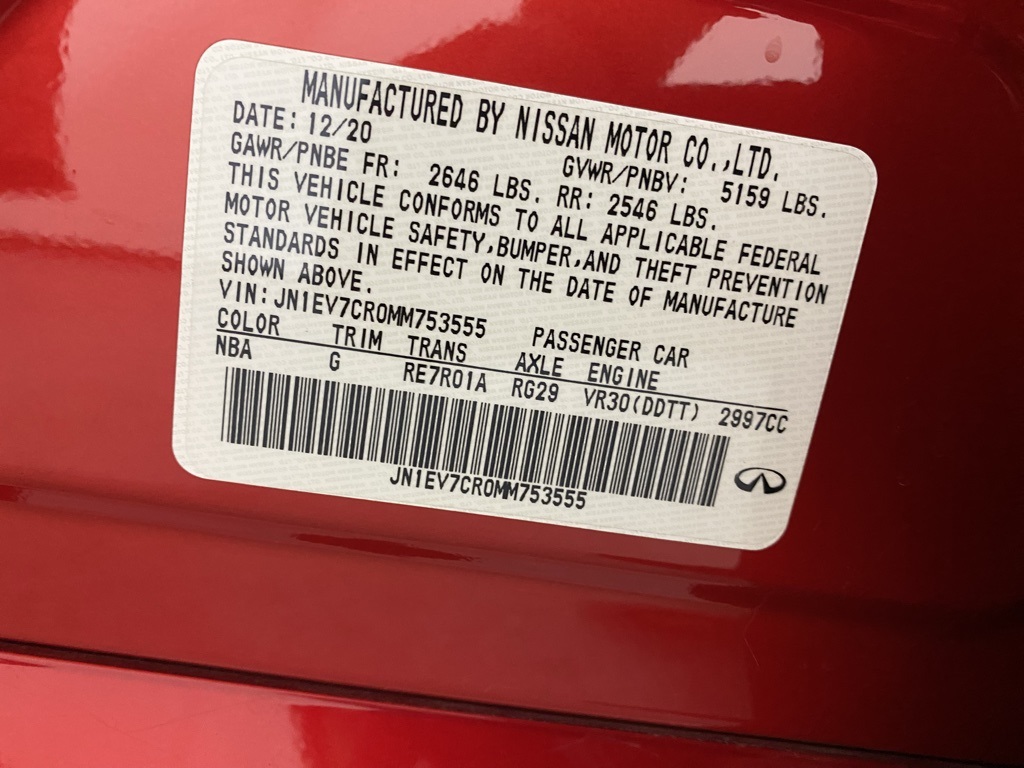 MANUFACTURED BY NISSAN MOTOR CO.,LTD.
DATE: 12/20 GVWR/PNBV: 5159 LBS.
GAWR/PNBE FR: 2646 LBS. RR: 2546 LBS.
THIS VEHICLE CONFORMS TO ALL APPLICABLE FEDERAL
MOTOR VEHICLE SAFETY,BUMPER,AND THEFT PREVENTION
STANDARDS IN EFFECT ON THE DATE OF MANUFACTURE
SHOWN ABOVE.
VIN: JN1EV7CR0MM753555 PASSENGER CAR
COLOR TRIM TRANS AXLE ENGINE
NBA G RE7R01A RG29 VR30(DDTT) 2997CC
JN1EV7CR0MM753555